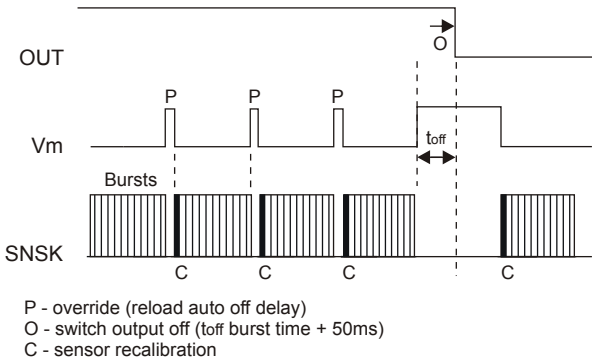 O
OUT
P P P
Vm
toff
Bursts
SNSK
C C C C
P - override (reload auto off delay)
O - switch output off (toff burst time + 50ms)
C - sensor recalibration